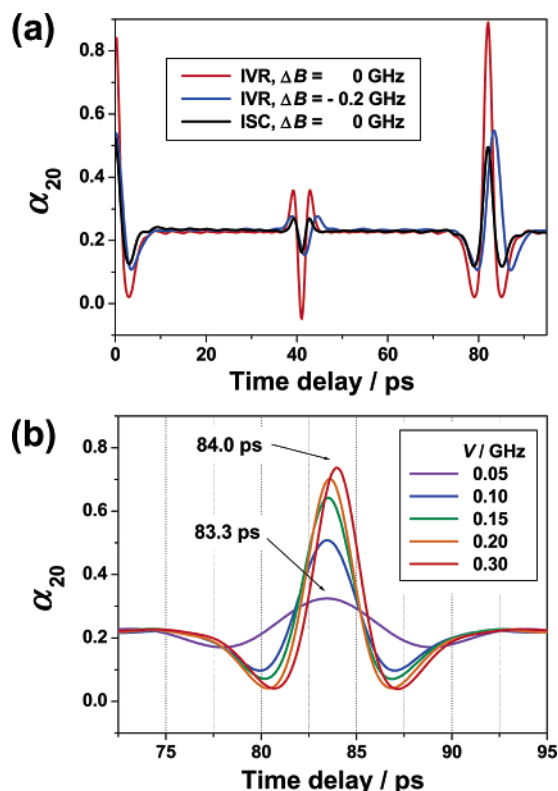 (a)
IVR, ΔB = 0 GHz
IVR, ΔB = - 0.2 GHz
ISC, ΔB = 0 GHz
α20
0.8
0.6
0.4
0.2
0.0
0 20 40 60 80
Time delay / ps
(b)
84.0 ps
83.3 ps
V / GHz
0.05
0.10
0.15
0.20
0.30
α20
0.8
0.6
0.4
0.2
0.0
75 80 85 90 95
Time delay / ps